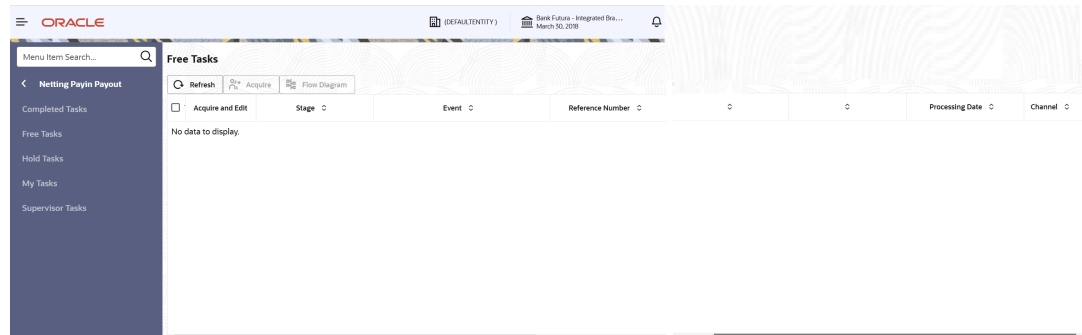 ORACLE
(DEFAULTENTITY )
Bank Futura - Integrated Bra...
March 30, 2018
Menu Item Search...
Netting Payin Payout
Completed Tasks
Free Tasks
Hold Tasks
My Tasks
Supervisor Tasks
Free Tasks
Refresh Acquire Flow Diagram
Acquire and Edit Stage Event Reference Number Processing Date Channel
No data to display.